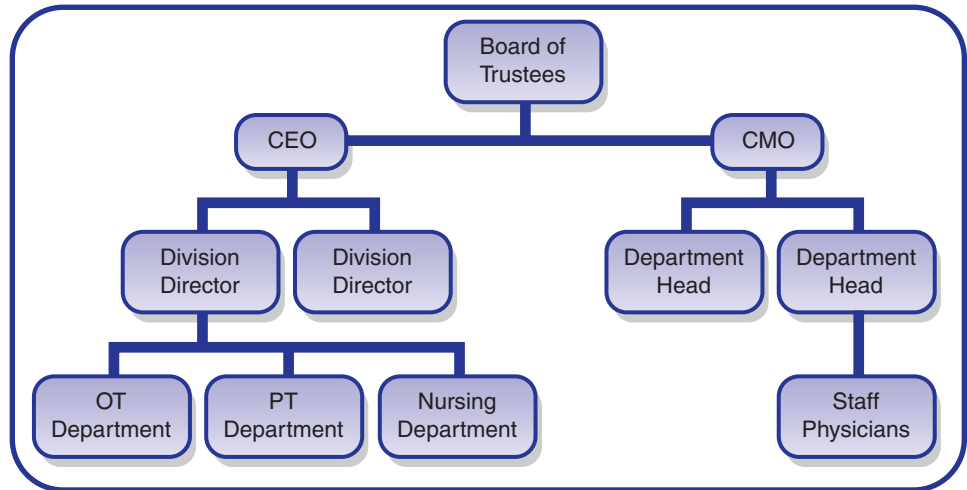 Board of
Trustees
CEO
CMO
Division
Director
Division
Director
Department
Head
Department
Head
OT
Department
PT
Department
Nursing
Department
Staff
Physicians